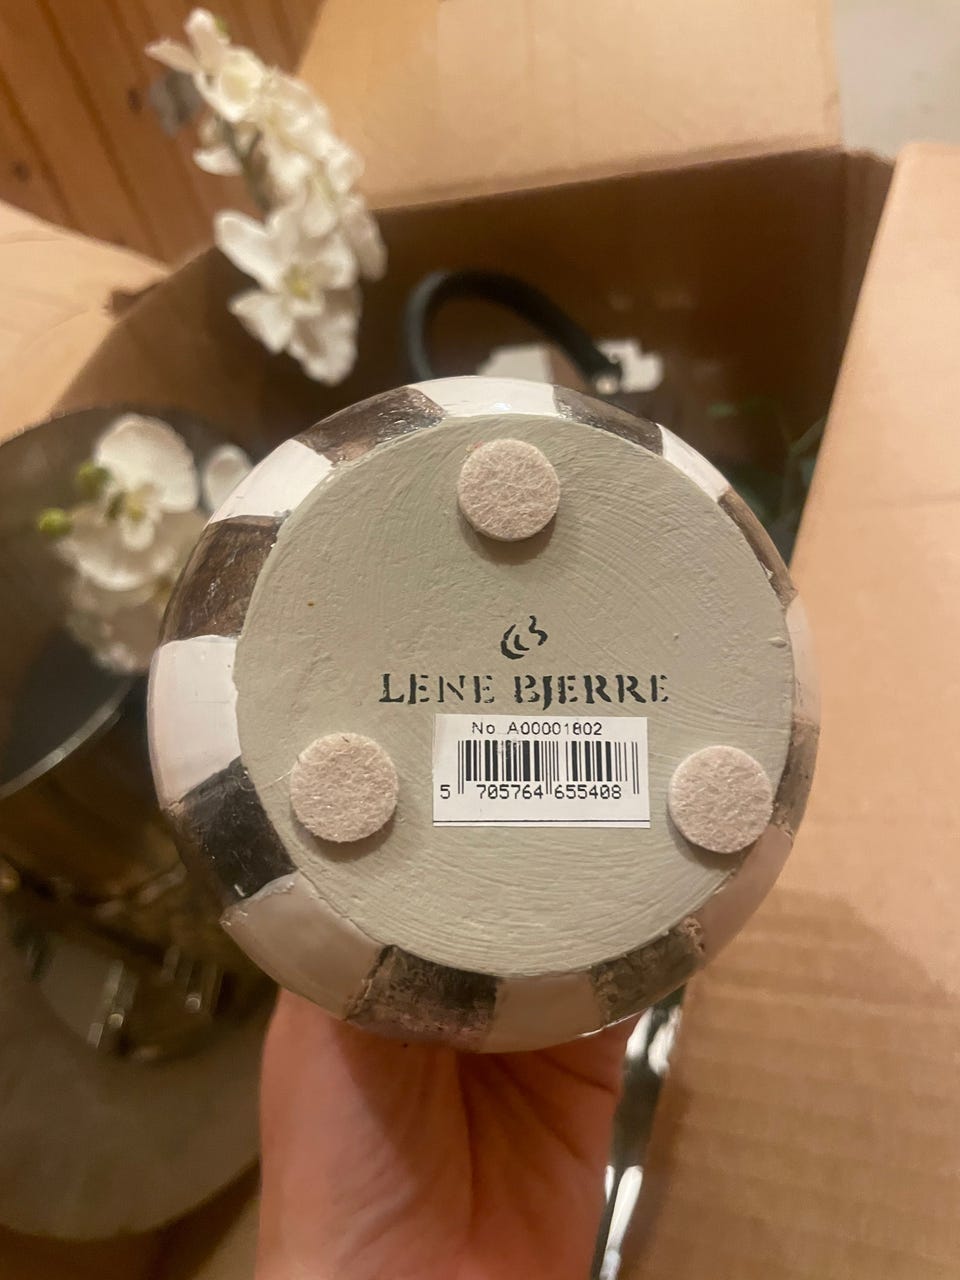 LENE BJERRE
No. A00001802
5 705764 655408